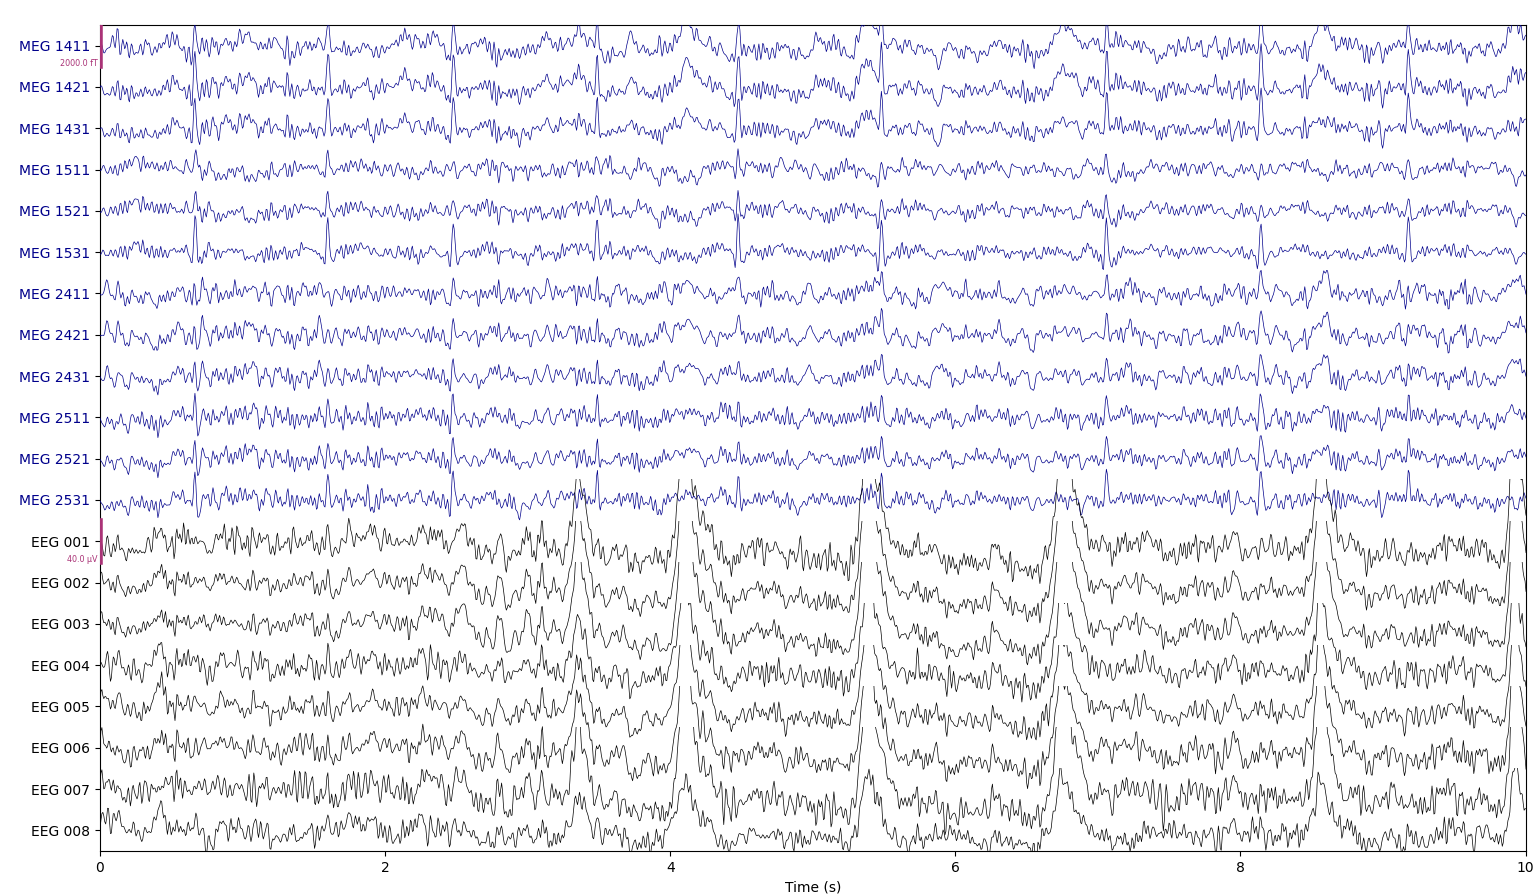 MEG 1411
2000.0 fT
MEG 1421
MEG 1431
MEG 1511
MEG 1521
MEG 1531
MEG 2411
MEG 2421
MEG 2431
MEG 2511
MEG 2521
MEG 2531
EEG 001
40.0 µV
EEG 002
EEG 003
EEG 004
EEG 005
EEG 006
EEG 007
EEG 008
0 2 4 6 8 10
Time (s)